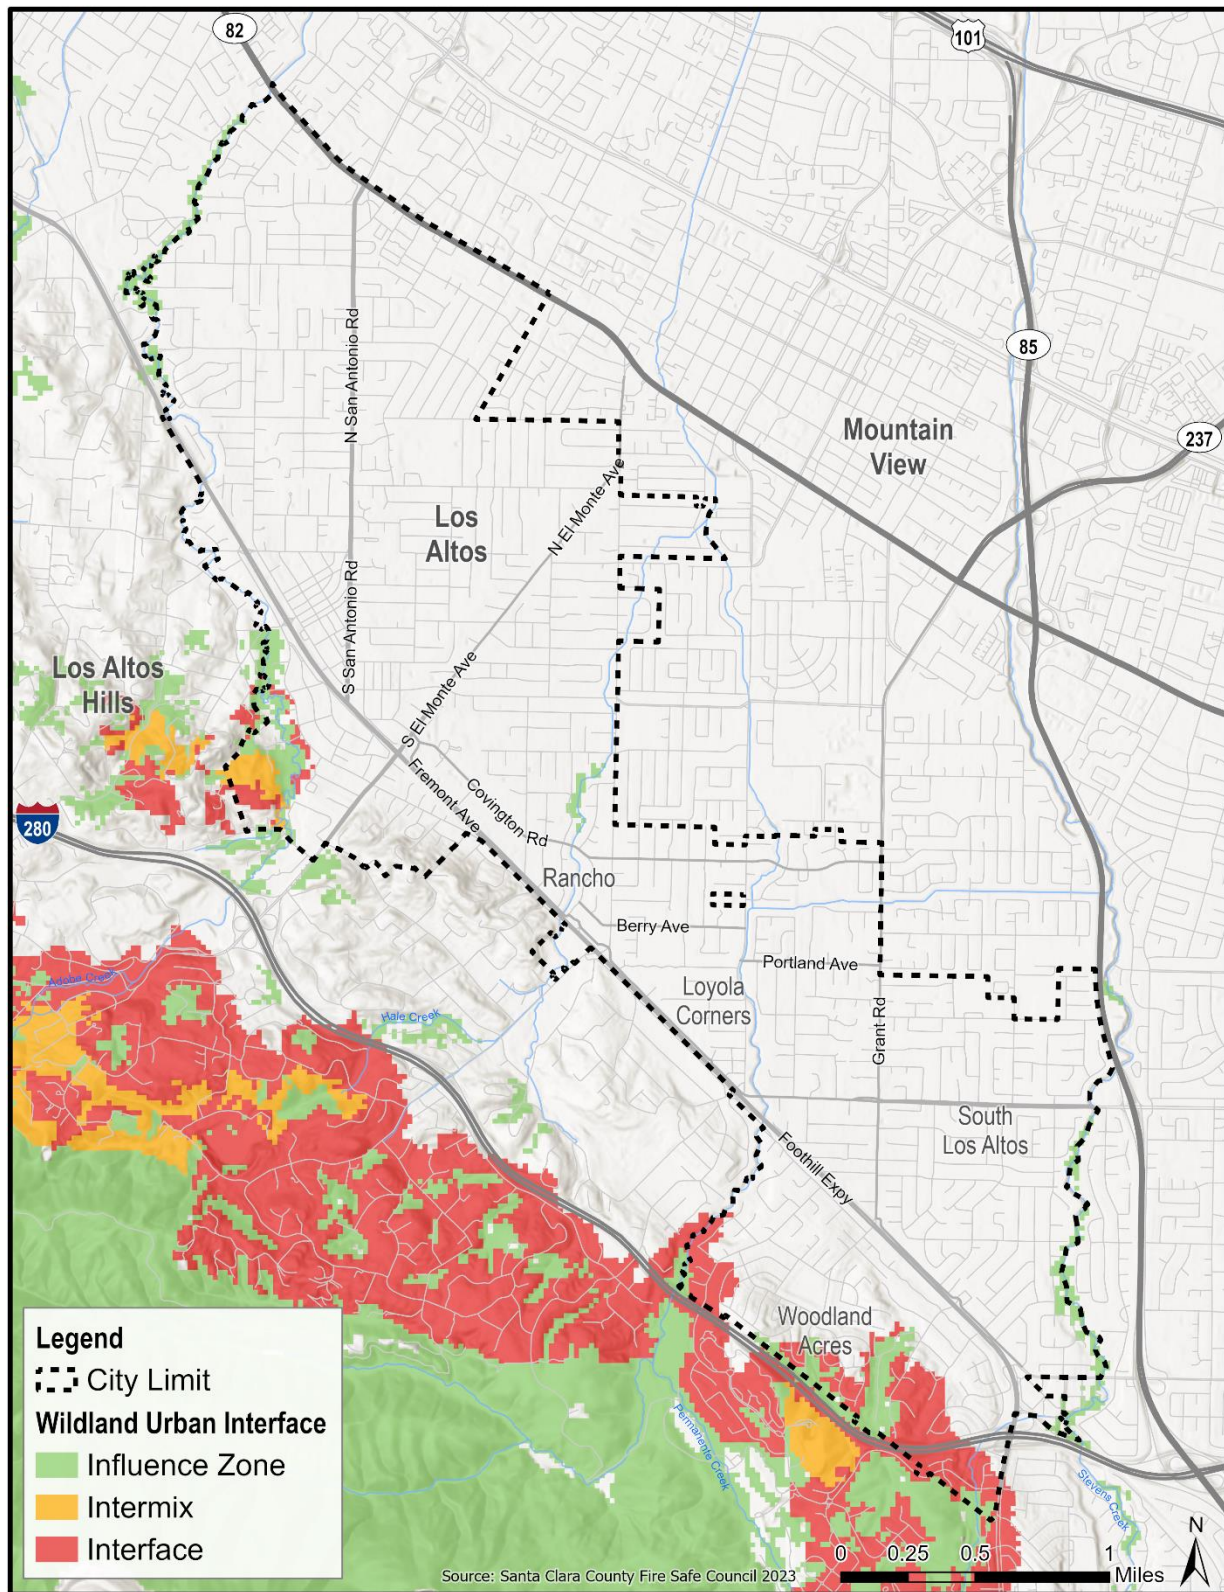 82
101
N San Antonio Rd
85
Mountain
View
237
Los
Altos
N El Monte Ave
S San Antonio Rd
Los Altos
Hills
S El Monte Ave
Fremont Ave
Covington Rd
280
Rancho
Berry Ave
Portland Ave
Adobe Creek
Loyola
Corners
Hale Creek
Grant Rd
South
Los Altos
Foothill Expy
Woodland
Acres
Permanente Creek
Stevens Creek
Legend
City Limit
Wildland Urban Interface
Influence Zone
Intermix
Interface
N
0 0.25 0.5 1
Miles
Source: Santa Clara County Fire Safe Council 2023